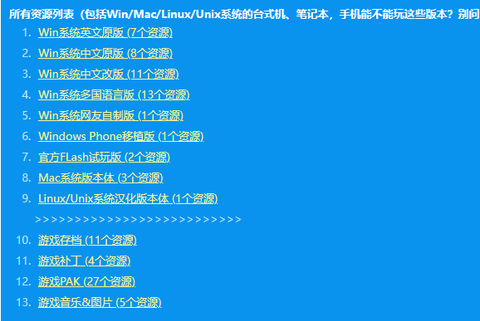 所有资源列表（包括Win/Mac/Linux/Unix系统的台式机、笔记本，手机能不能玩这些版本？别问
1. Win系统英文原版 (7个资源)
2. Win系统中文原版 (8个资源)
3. Win系统中文改版 (11个资源)
4. Win系统多国语言版 (13个资源)
5. Win系统网友自制版 (1个资源)
6. Windows Phone移植版 (1个资源)
7. 官方FLash试玩版 (2个资源)
8. Mac系统版本体 (3个资源)
9. Linux/Unix系统汉化版本体 (1个资源)
>>>>>>>>>>>>>>>>>>>>>>>>>>
10. 游戏存档 (11个资源)
11. 游戏补丁 (4个资源)
12. 游戏PAK (27个资源)
13. 游戏音乐&图片 (5个资源)